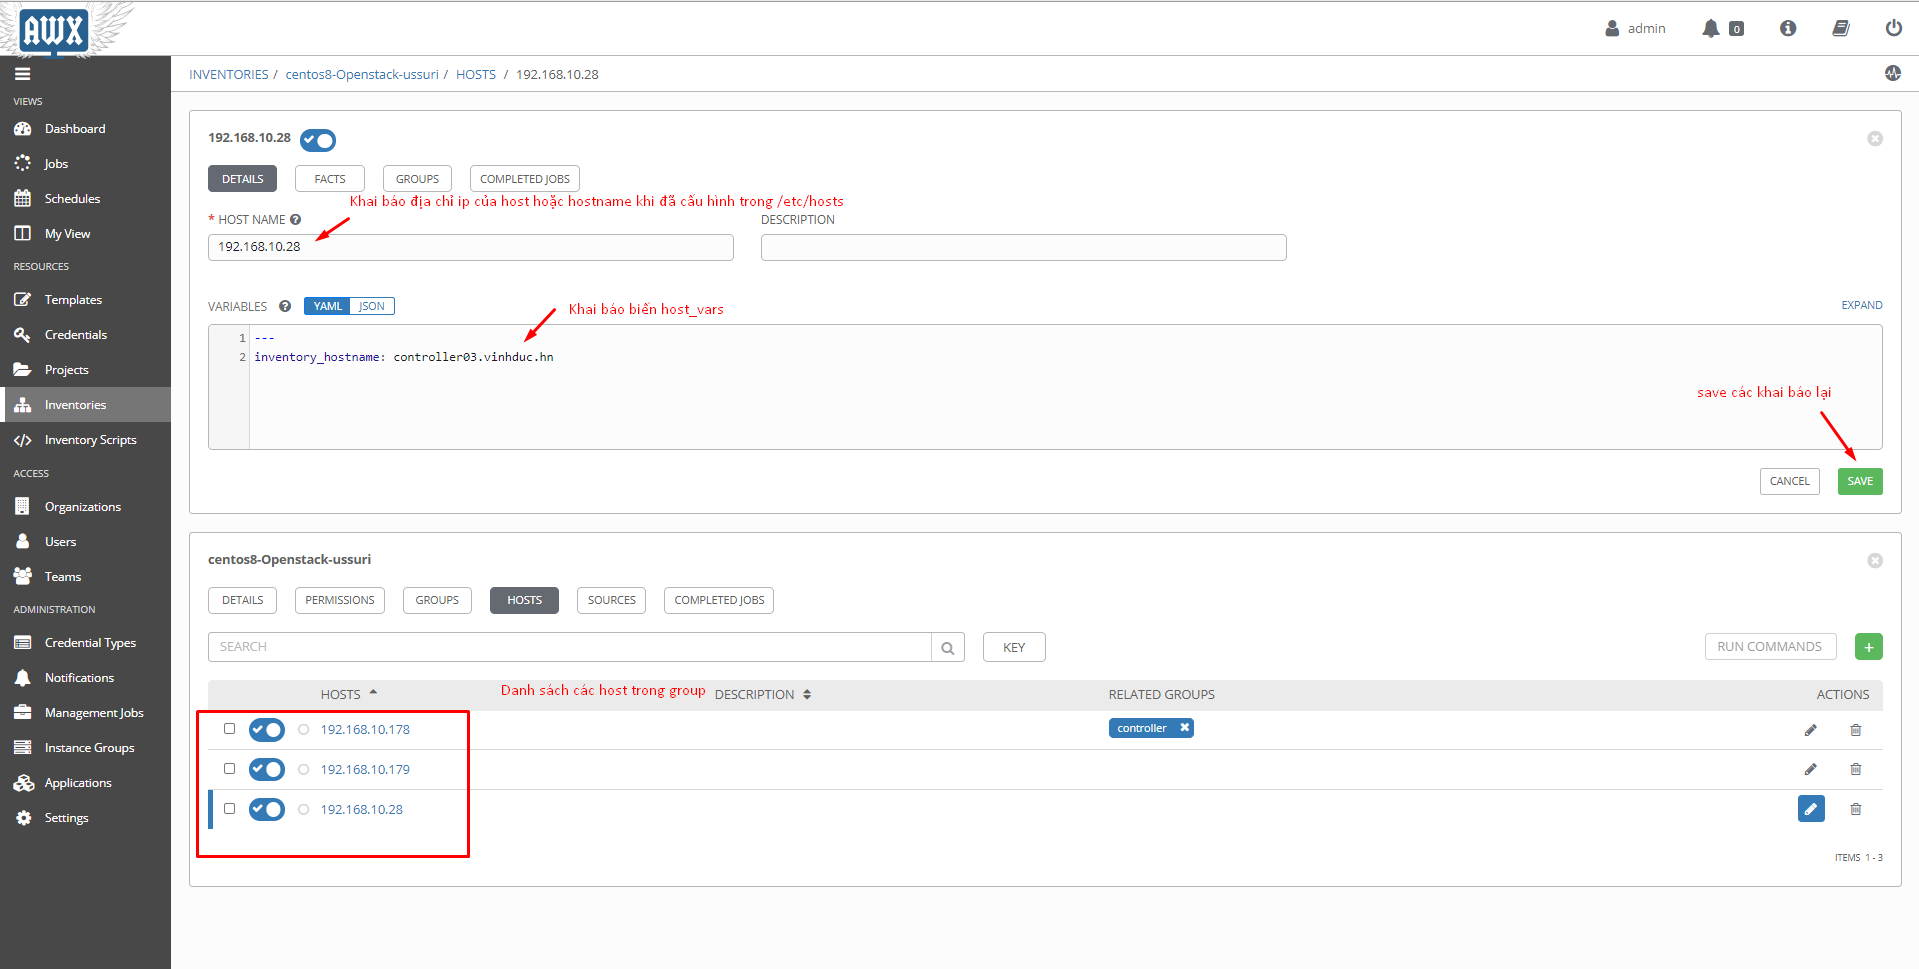 AWX
admin
0
VIEWS
Dashboard
Jobs
Schedules
My View
RESOURCES
Templates
Credentials
Projects
Inventories
Inventory Scripts
ACCESS
Organizations
Users
Teams
ADMINISTRATION
Credential Types
Notifications
Management Jobs
Instance Groups
Applications
Settings
INVENTORIES / centos8-Openstack-ussuri / HOSTS / 192.168.10.28
192.168.10.28
DETAILS FACTS GROUPS COMPLETED JOBS
Khai báo địa chỉ ip của host hoặc hostname khi đã cấu hình trong /etc/hosts
* HOST NAME ? DESCRIPTION
192.168.10.28
VARIABLES ? YAML JSON EXPAND
Khai báo biến host_vars
1 ---
2 inventory_hostname: controller03.vinhduc.hn
save các khai báo lại
CANCEL SAVE
centos8-Openstack-ussuri
DETAILS PERMISSIONS GROUPS HOSTS SOURCES COMPLETED JOBS
SEARCH KEY RUN COMMANDS +
HOSTS DESCRIPTION RELATED GROUPS ACTIONS
Danh sách các host trong group
192.168.10.178 controller
192.168.10.179
192.168.10.28
ITEMS 1 - 3